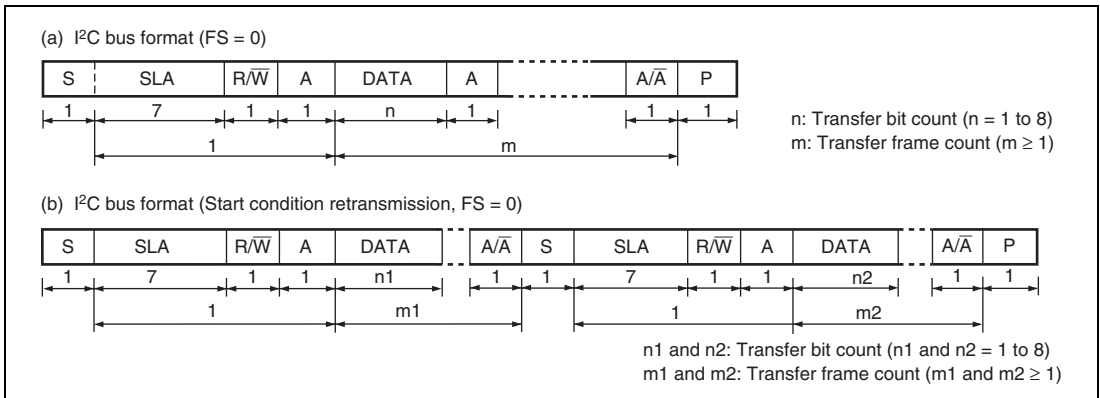 (a) I²C bus format (FS = 0)
S SLA R/W̅ A DATA A A/A̅ P
1 7 1 1 n 1 1 1
1 m
n: Transfer bit count (n = 1 to 8)
m: Transfer frame count (m ≥ 1)
(b) I²C bus format (Start condition retransmission, FS = 0)
S SLA R/W̅ A DATA A/A̅ S SLA R/W̅ A DATA A/A̅ P
1 7 1 1 n1 1 1 7 1 1 n2 1 1
1 m1 1 m2
n1 and n2: Transfer bit count (n1 and n2 = 1 to 8)
m1 and m2: Transfer frame count (m1 and m2 ≥ 1)